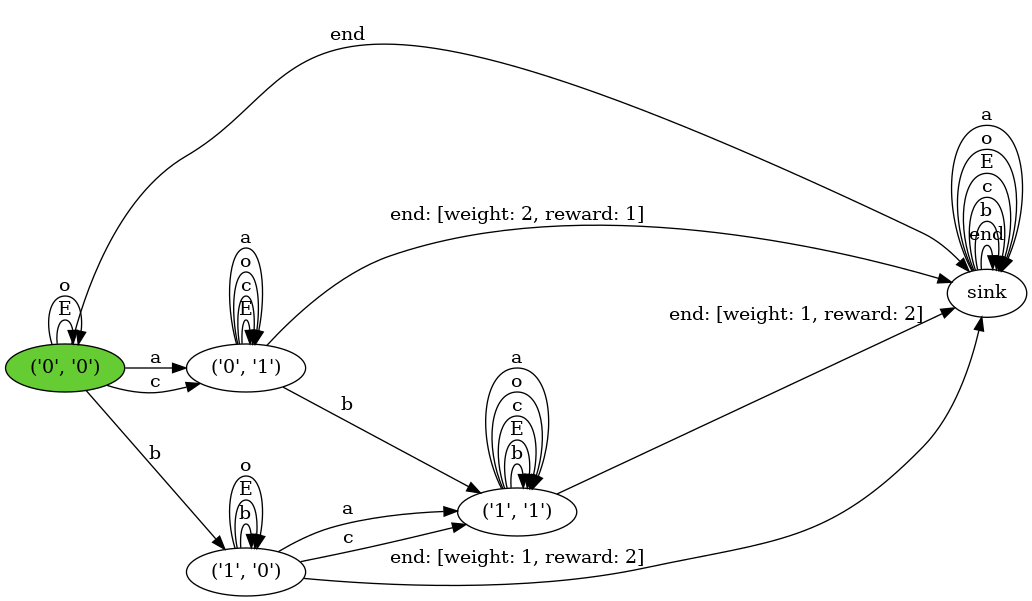 end
a
o
E
c
b
end
end: [weight: 2, reward: 1]
a
o
c
E
o
E
sink
end: [weight: 1, reward: 2]
('0', '0')
a
c
('0', '1')
b
a
o
c
E
b
b
o
E
b
a
c
('1', '1')
end: [weight: 1, reward: 2]
('1', '0')